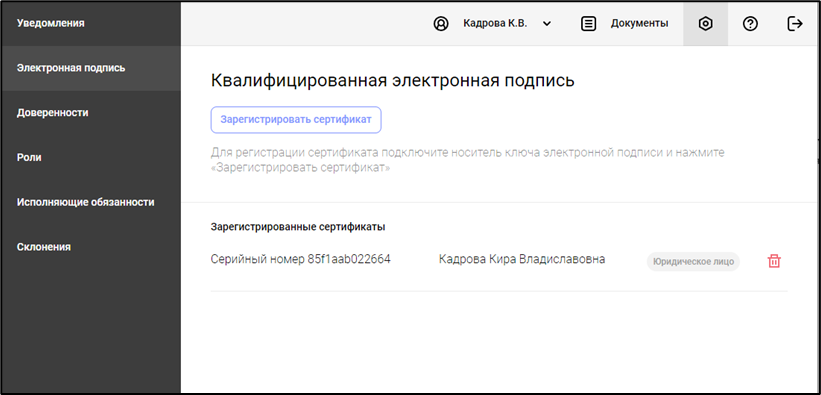 Уведомления
Кадрова К.В.
Документы
Электронная подпись
Доверенности
Роли
Исполняющие обязанности
Склонения
Квалифицированная электронная подпись
Зарегистрировать сертификат
Для регистрации сертификата подключите носитель ключа электронной подписи и нажмите
«Зарегистрировать сертификат»
Зарегистрированные сертификаты
Серийный номер 85f1aab022664 Кадрова Кира Владиславовна Юридическое лицо